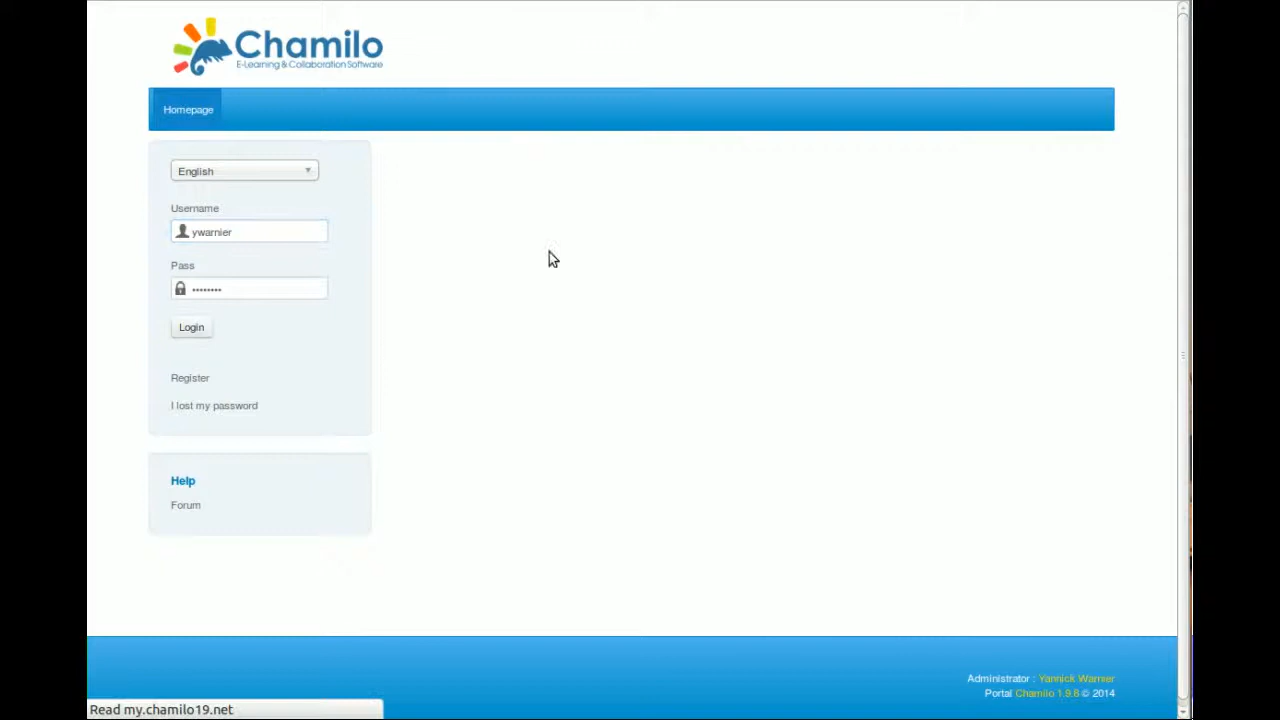 Chamilo
E-Learning & Collaboration Software
Homepage
English
Username
ywarnier
Pass
••••••••
Login
Register
I lost my password
Help
Forum
Administrator : Yannick Warnier
Portal Chamilo 1.9.8 © 2014
Read my.chamilo19.net